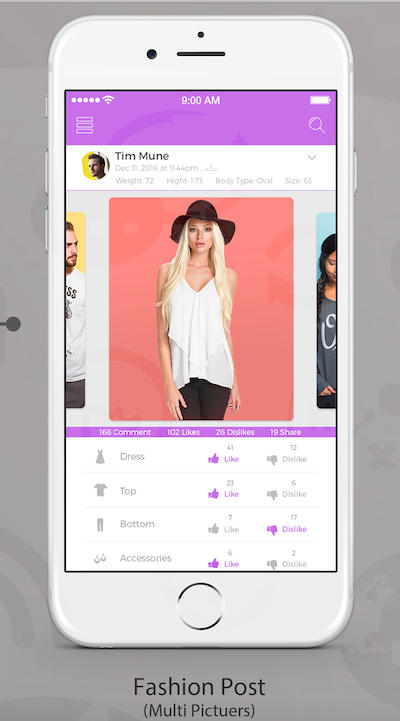 9:00 AM
Tim Mune
Dec 11, 2016 at 11:44pm .
Weight: 72 Hight: 1.73 Body Type: Oval Size: 63
168 Comment 102 Likes 26 Dislikes 19 Share
41 12
Dress Like Dislike
23 6
Top Like Dislike
7 17
Bottom Like Dislike
6 2
Accessories Like Dislike
Fashion Post
(Multi Pictuers)